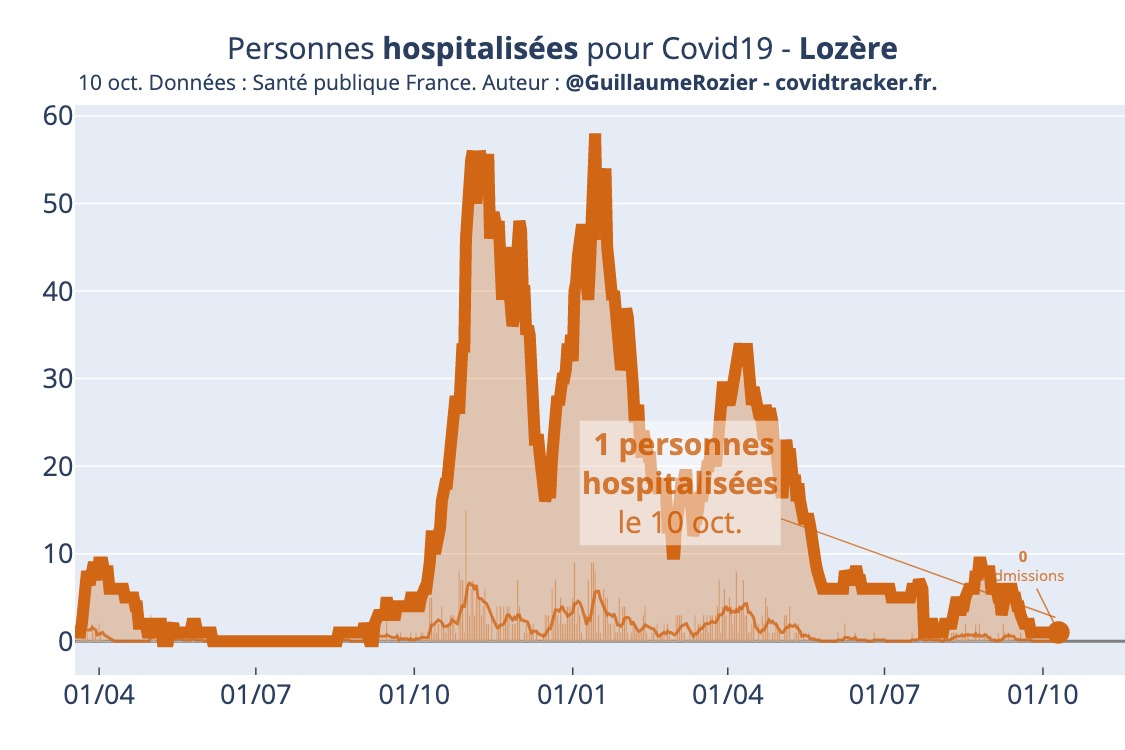 Personnes hospitalisées pour Covid19 - Lozère
10 oct. Données : Santé publique France. Auteur : @GuillaumeRozier - covidtracker.fr.
60
50
40
30
20
10
0
1 personnes
hospitalisées
le 10 oct.
0
dmissions
01/04
01/07
01/10
01/01
01/04
01/07
01/10